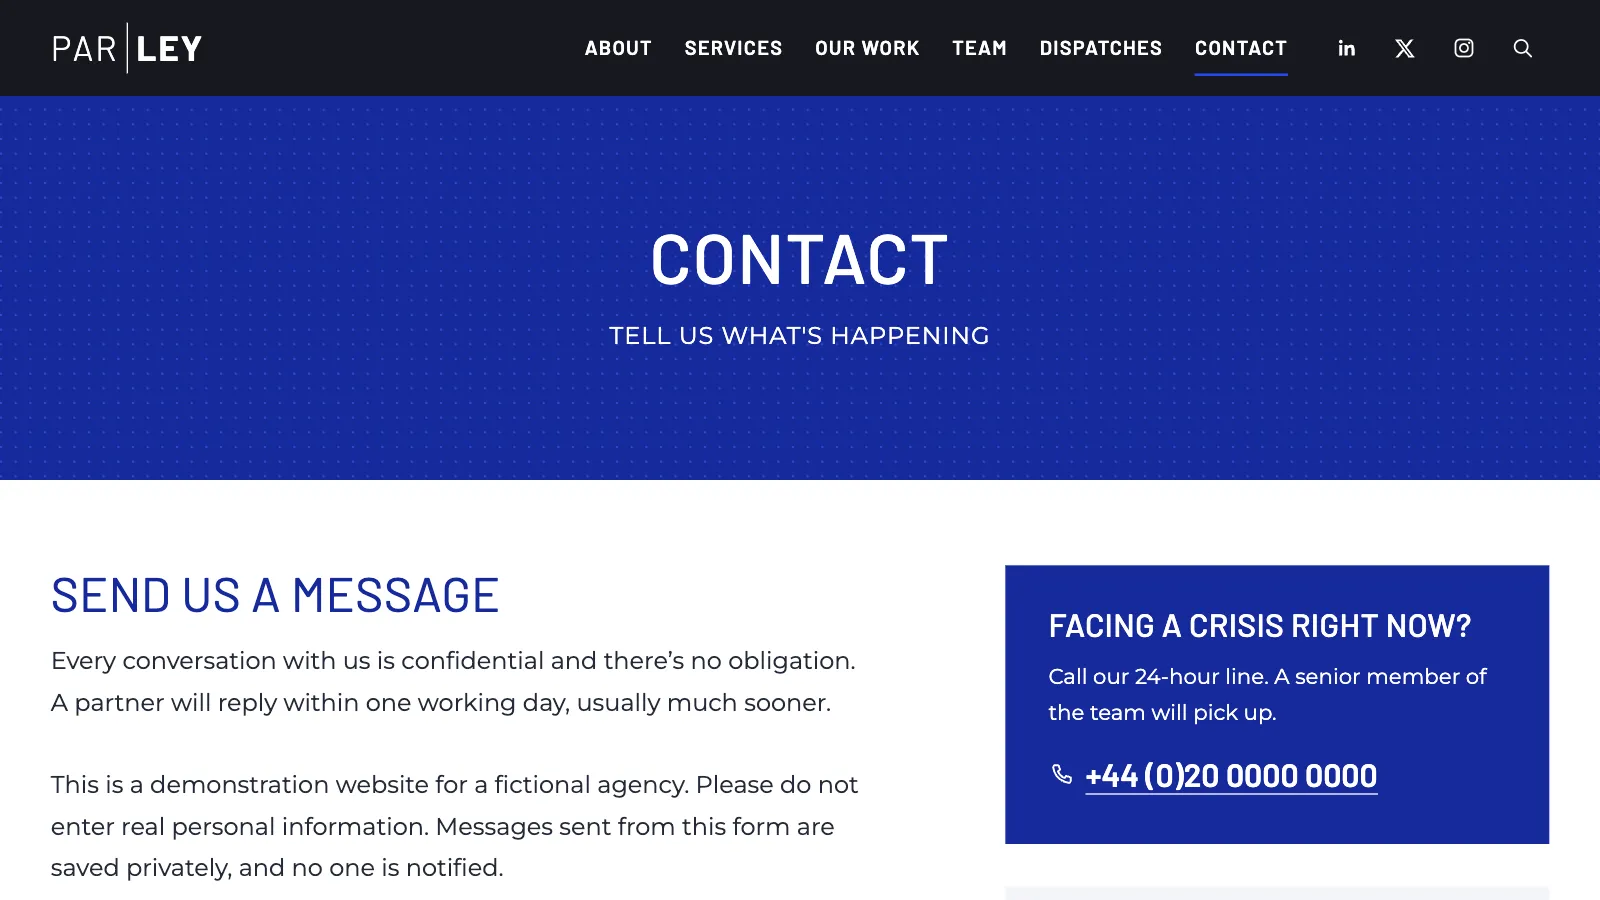 PAR|LEY
ABOUT SERVICES OUR WORK TEAM DISPATCHES CONTACT in X
CONTACT
TELL US WHAT'S HAPPENING
SEND US A MESSAGE
Every conversation with us is confidential and there’s no obligation.
A partner will reply within one working day, usually much sooner.
This is a demonstration website for a fictional agency. Please do not
enter real personal information. Messages sent from this form are
saved privately, and no one is notified.
FACING A CRISIS RIGHT NOW?
Call our 24-hour line. A senior member of
the team will pick up.
+44 (0)20 0000 0000